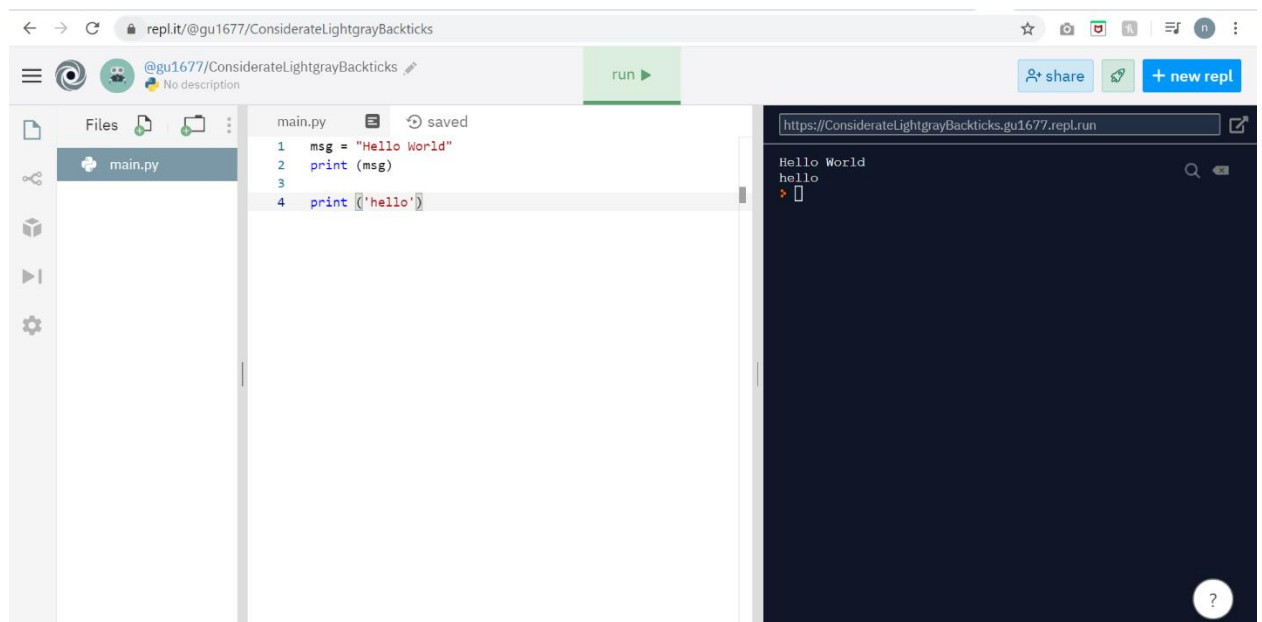 repl.it/@gu1677/ConsiderateLightgrayBackticks
n
@gu1677/ConsiderateLightgrayBackticks
No description
run
share
+ new repl
Files
main.py
main.py
saved
1 msg = "Hello World"
2 print (msg)
3
4 print ('hello')
https://ConsiderateLightgrayBackticks.gu1677.repl.run
Hello World
hello
>
?